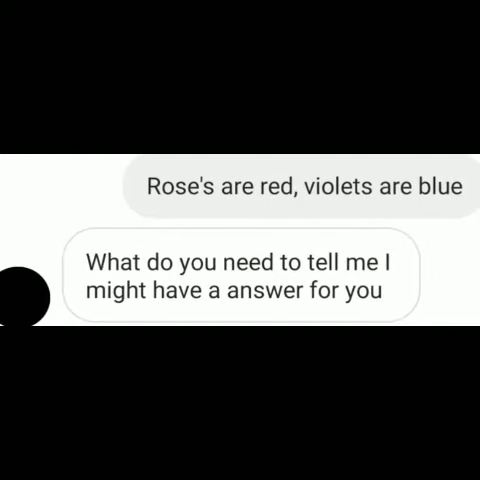 Rose's are red, violets are blue
What do you need to tell me I
might have a answer for you